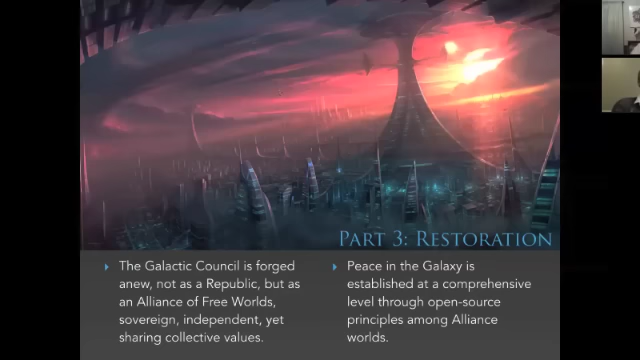 PART 3: RESTORATION
The Galactic Council is forged
anew, not as a Republic, but as
an Alliance of Free Worlds,
sovereign, independent, yet
sharing collective values.
Peace in the Galaxy is
established at a comprehensive
level through open-source
principles among Alliance
worlds.